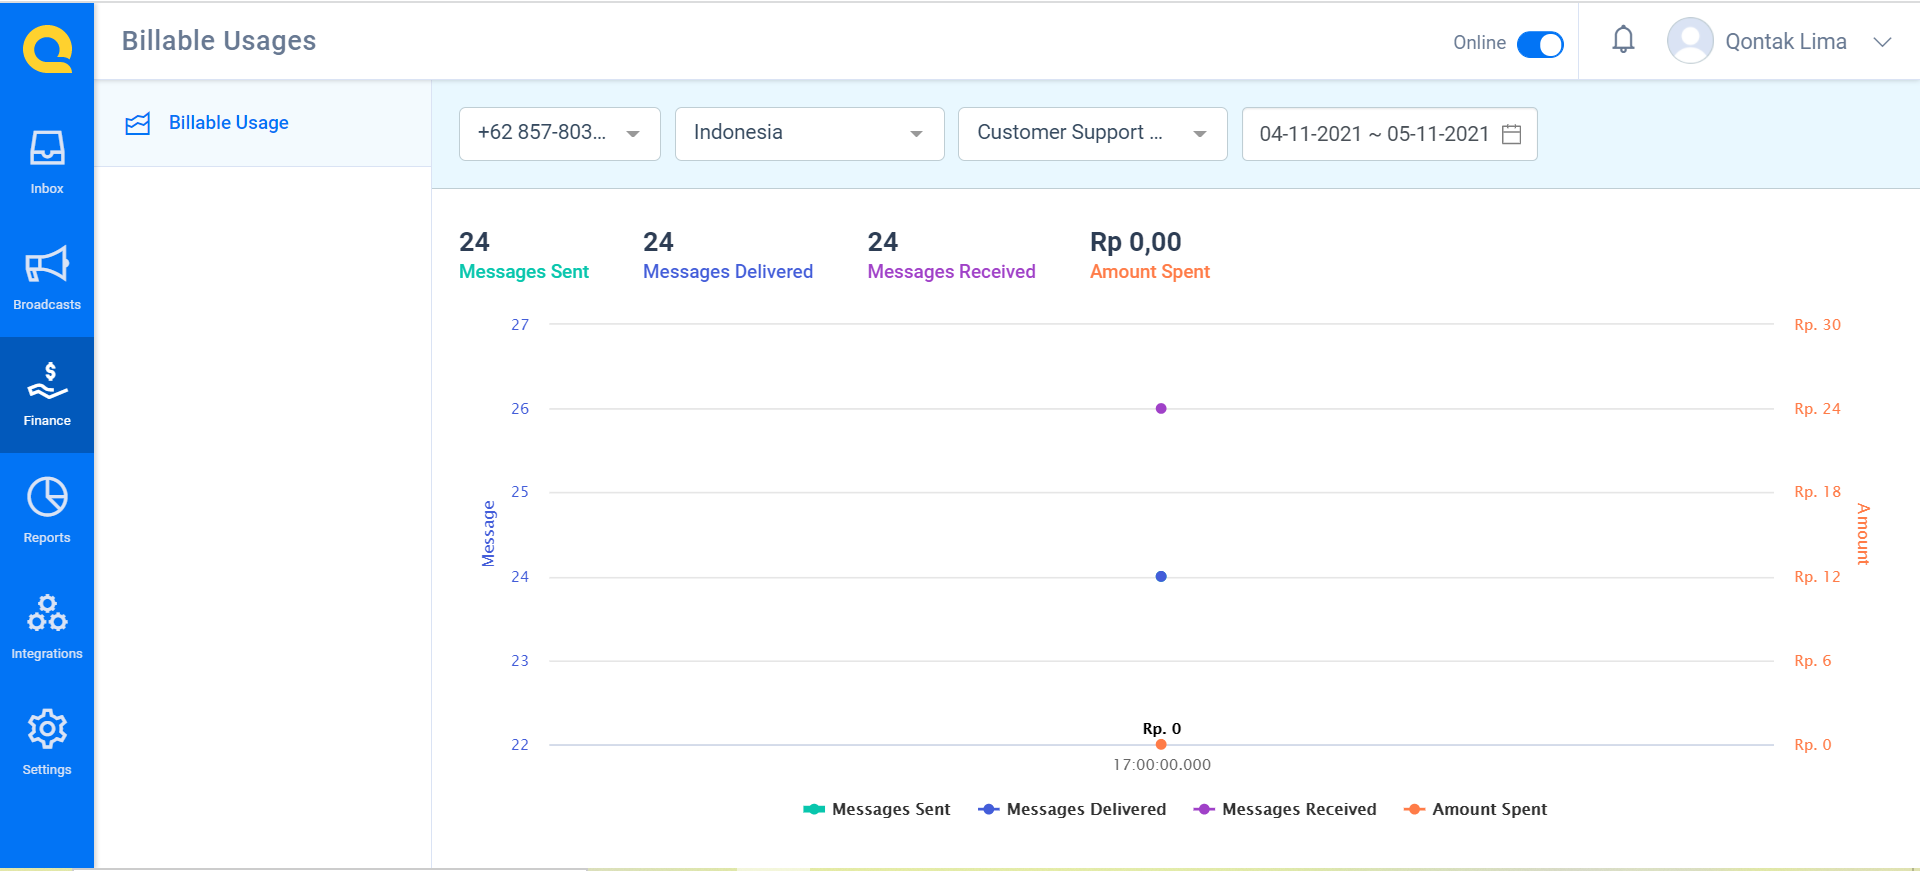 Billable Usages
Online
Qontak Lima
Inbox
Broadcasts
Finance
Reports
Integrations
Settings
Billable Usage
+62 857-803...
Indonesia
Customer Support ...
04-11-2021 ~ 05-11-2021
24
Messages Sent
24
Messages Delivered
24
Messages Received
Rp 0,00
Amount Spent
27
26
25
24
23
22
Message
Rp. 30
Rp. 24
Rp. 18
Rp. 12
Rp. 6
Rp. 0
Amount
Rp. 0
17:00:00.000
Messages Sent
Messages Delivered
Messages Received
Amount Spent